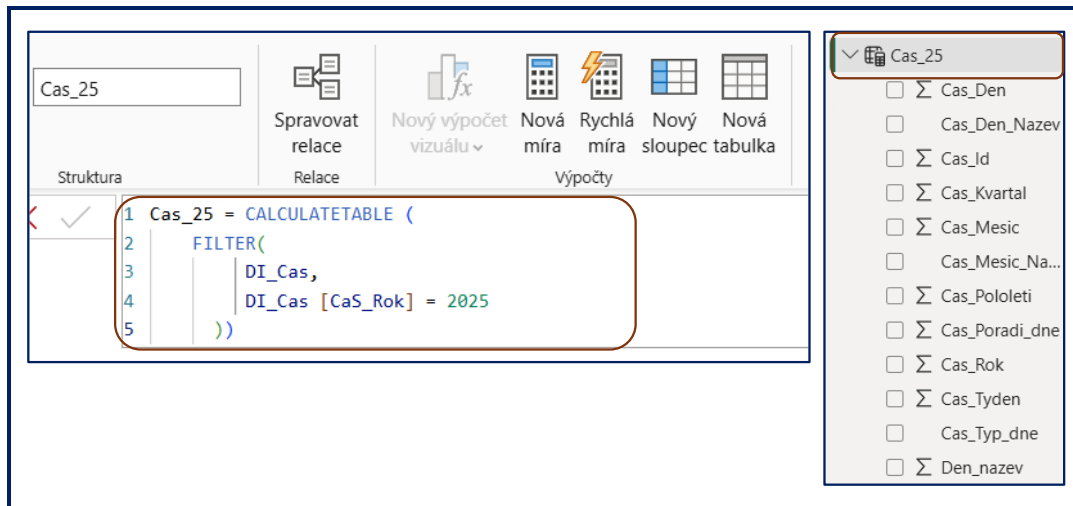 Cas_25
Spravovat
relace
Nový výpočet
vizuálu
Nová
míra
Rychlá
míra
Nový
sloupec
Nová
tabulka
Struktura
Relace
Výpočty
1 Cas_25 = CALCULATETABLE (
2 FILTER(
3 DI_Cas,
4 DI_Cas [CaS_Rok] = 2025
5 ))
Cas_25
Σ Cas_Den
Cas_Den_Nazev
Σ Cas_Id
Σ Cas_Kvartal
Σ Cas_Mesic
Cas_Mesic_Na...
Σ Cas_Pololeti
Σ Cas_Poradi_dne
Σ Cas_Rok
Σ Cas_Tyden
Cas_Typ_dne
Σ Den_nazev